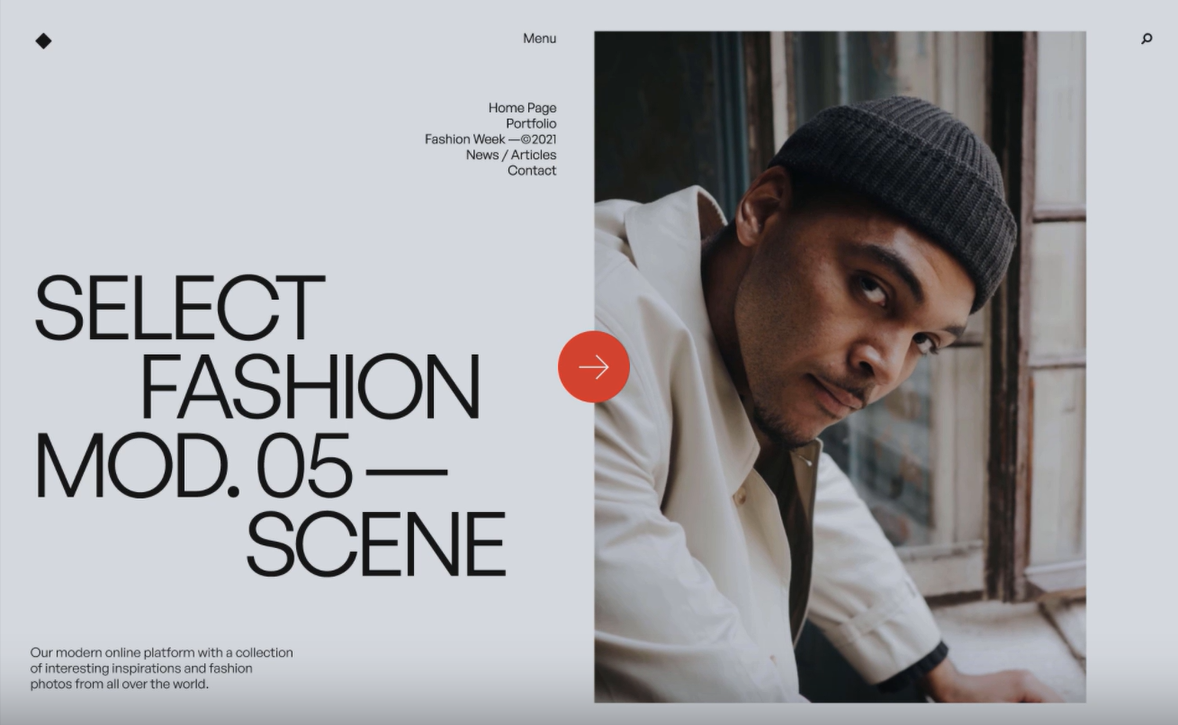 Menu
Home Page
Portfolio
Fashion Week —©2021
News / Articles
Contact
SELECT
FASHION
MOD. 05 —
SCENE
Our modern online platform with a collection
of interesting inspirations and fashion
photos from all over the world.